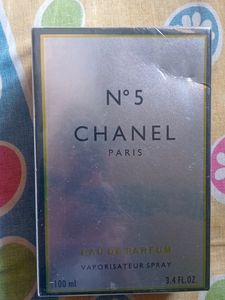 N°5
CHANEL
PARIS
EAU DE PARFUM
VAPORISATEUR SPRAY
100 ml
3.4 FL.OZ.